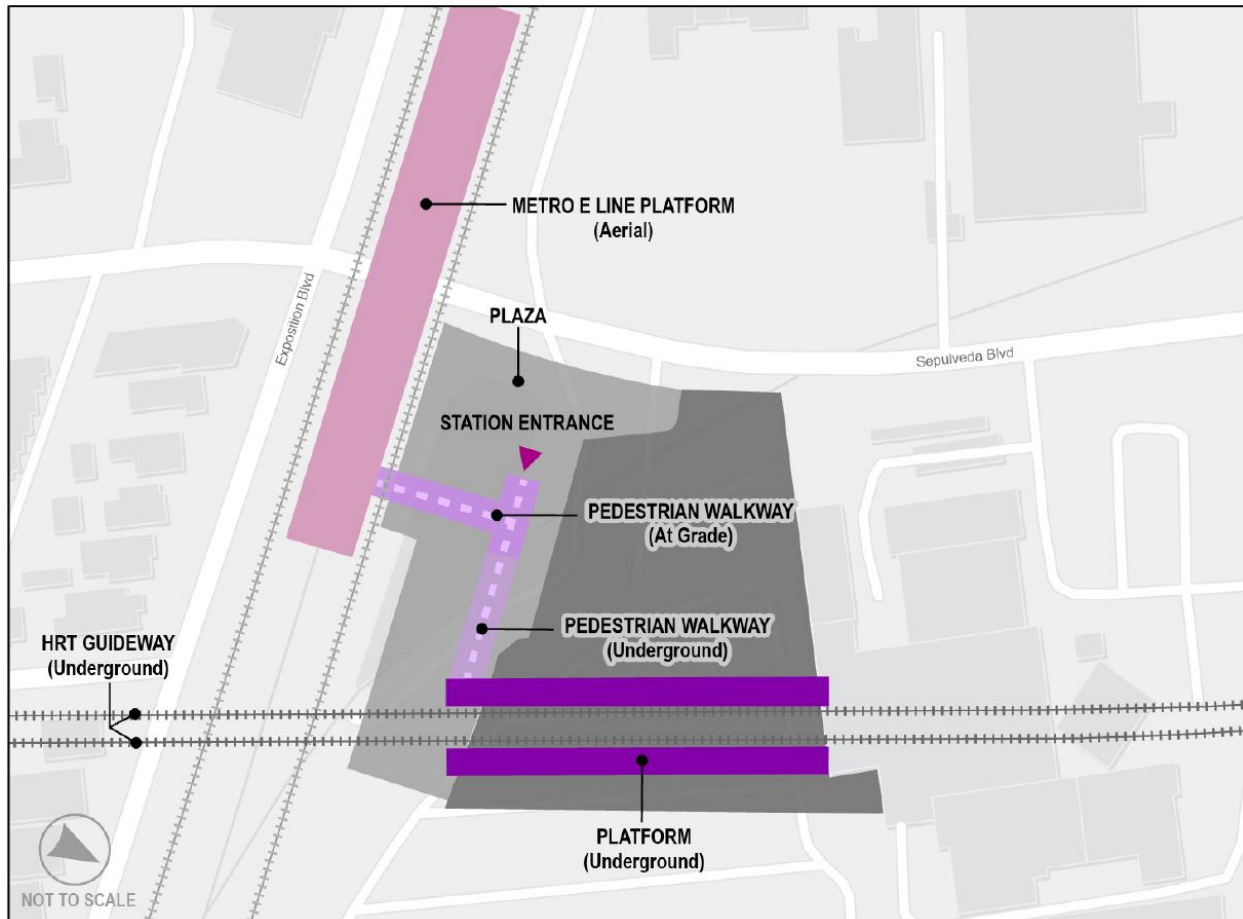 METRO E LINE PLATFORM
(Aerial)
Exposition Blvd
PLAZA
Sepulveda Blvd
STATION ENTRANCE
PEDESTRIAN WALKWAY
(At Grade)
PEDESTRIAN WALKWAY
(Underground)
HRT GUIDEWAY
(Underground)
PLATFORM
(Underground)
NOT TO SCALE